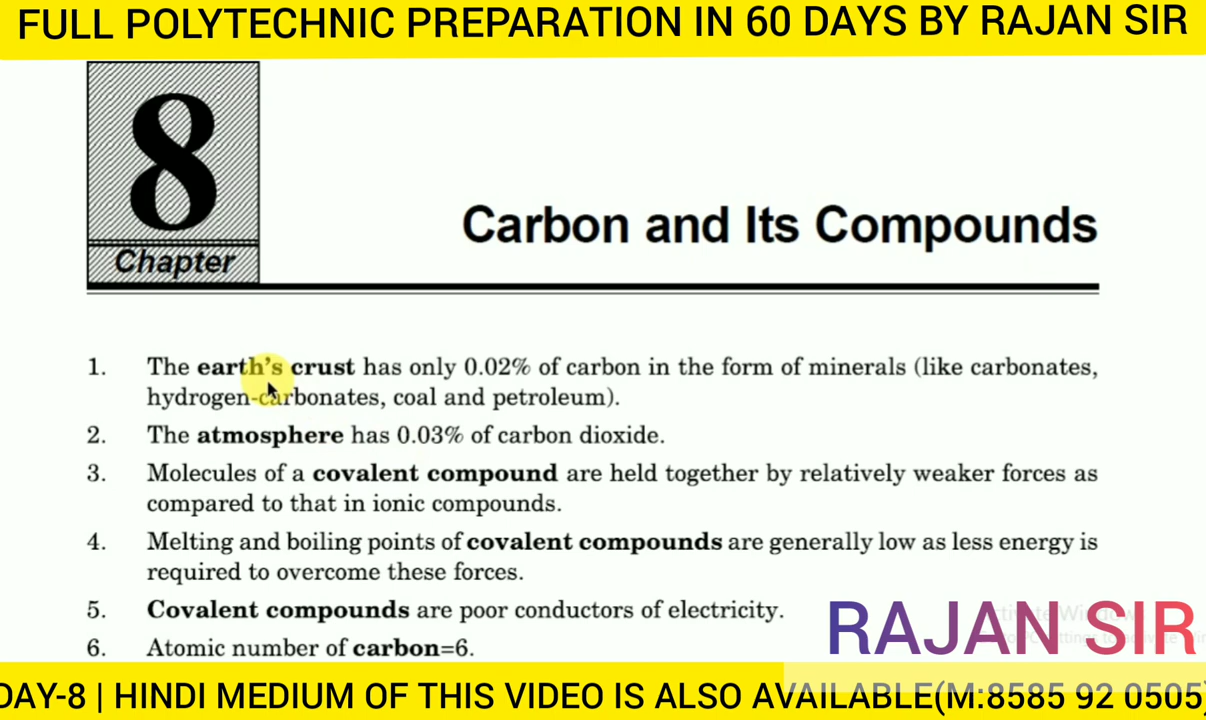 FULL POLYTECHNIC PREPARATION IN 60 DAYS BY RAJAN SIR
8
Chapter
Carbon and Its Compounds
1. The earth's crust has only 0.02% of carbon in the form of minerals (like carbonates,
hydrogen-carbonates, coal and petroleum).
2. The atmosphere has 0.03% of carbon dioxide.
3. Molecules of a covalent compound are held together by relatively weaker forces as
compared to that in ionic compounds.
4. Melting and boiling points of covalent compounds are generally low as less energy is
required to overcome these forces.
5. Covalent compounds are poor conductors of electricity.
6. Atomic number of carbon=6.
RAJAN SIR
DAY-8 | HINDI MEDIUM OF THIS VIDEO IS ALSO AVAILABLE(M:8585 92 0505)